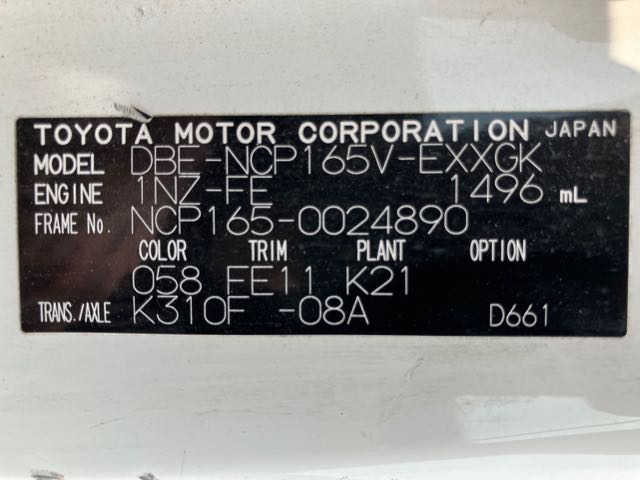 TOYOTA MOTOR CORPORATION JAPAN
MODEL DBE-NCP165V-EXXGK
ENGINE 1NZ-FE 1496 mL
FRAME No. NCP165-0024890
COLOR TRIM PLANT OPTION
058 FE11 K21
TRANS./AXLE K310F -08A D661